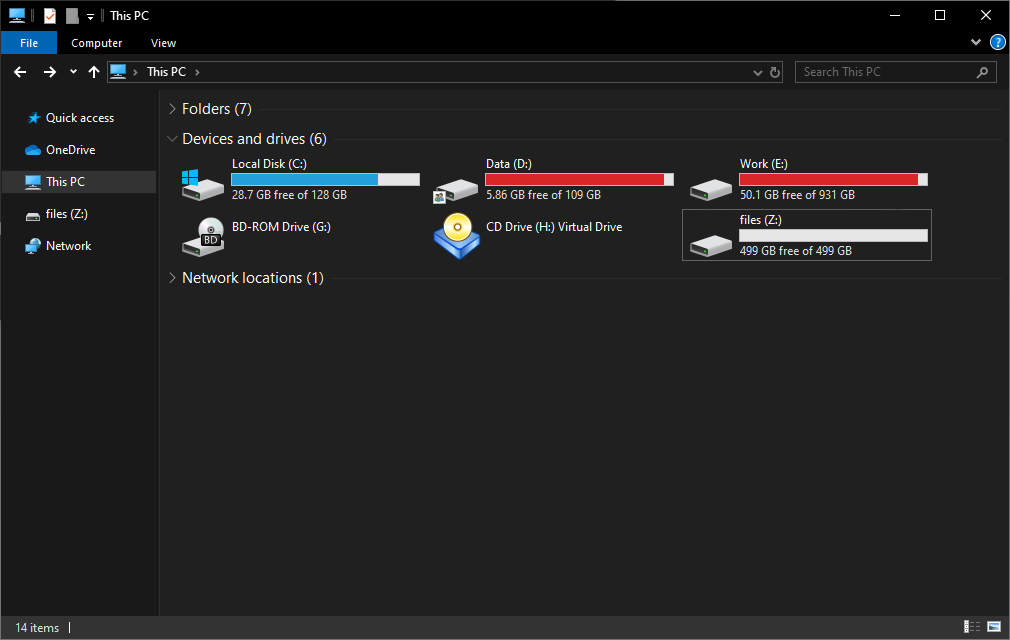 This PC
File Computer View
This PC
Search This PC
Quick access
OneDrive
This PC
files (Z:)
Network
Folders (7)
Devices and drives (6)
Local Disk (C:)
28.7 GB free of 128 GB
Data (D:)
5.86 GB free of 109 GB
Work (E:)
50.1 GB free of 931 GB
BD
BD-ROM Drive (G:)
CD Drive (H:) Virtual Drive
files (Z:)
499 GB free of 499 GB
Network locations (1)
14 items